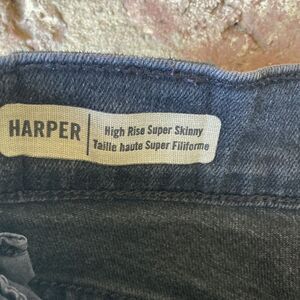 HARPER
High Rise Super Skinny
Taille haute Super Filiforme